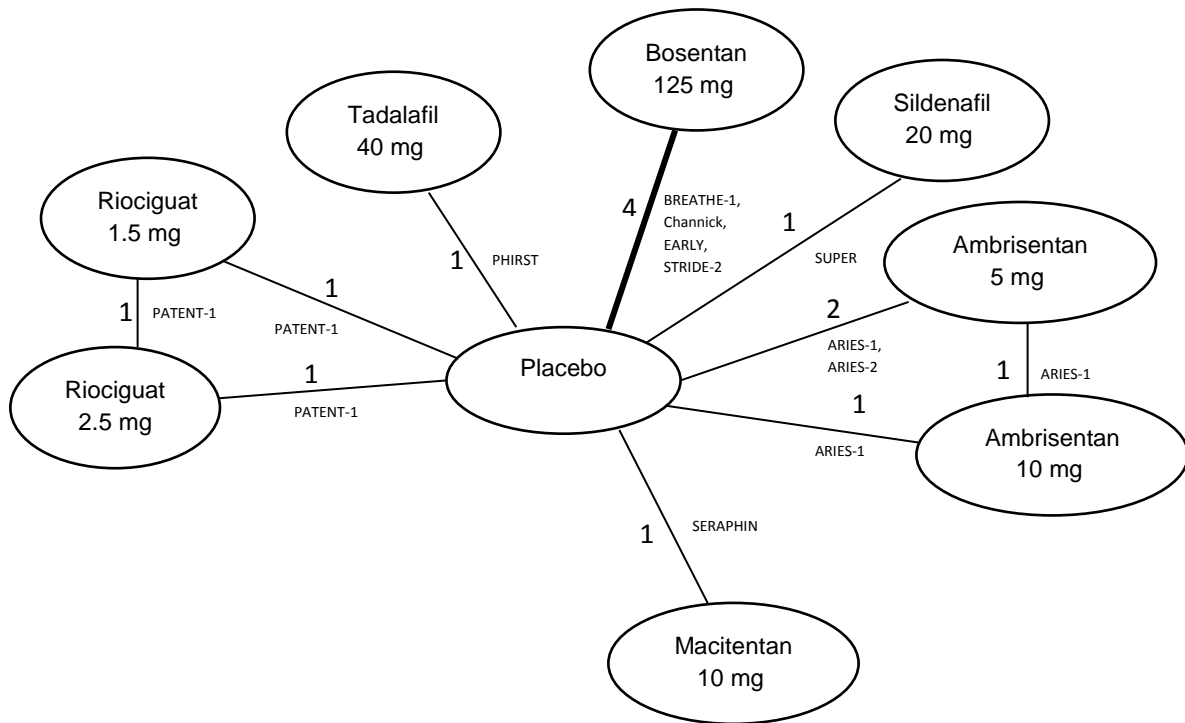 Bosentan
125 mg
Tadalafil
40 mg
Sildenafil
20 mg
Riociguat
1.5 mg
4
BREATHE-1,
Channick,
EARLY,
STRIDE-2
1
SUPER
Ambrisentan
5 mg
1
PHIRST
1
PATENT-1
1
PATENT-1
2
ARIES-1,
ARIES-2
Placebo
1
ARIES-1
Riociguat
2.5 mg
1
PATENT-1
1
ARIES-1
Ambrisentan
10 mg
1
SERAPHIN
Macitentan
10 mg